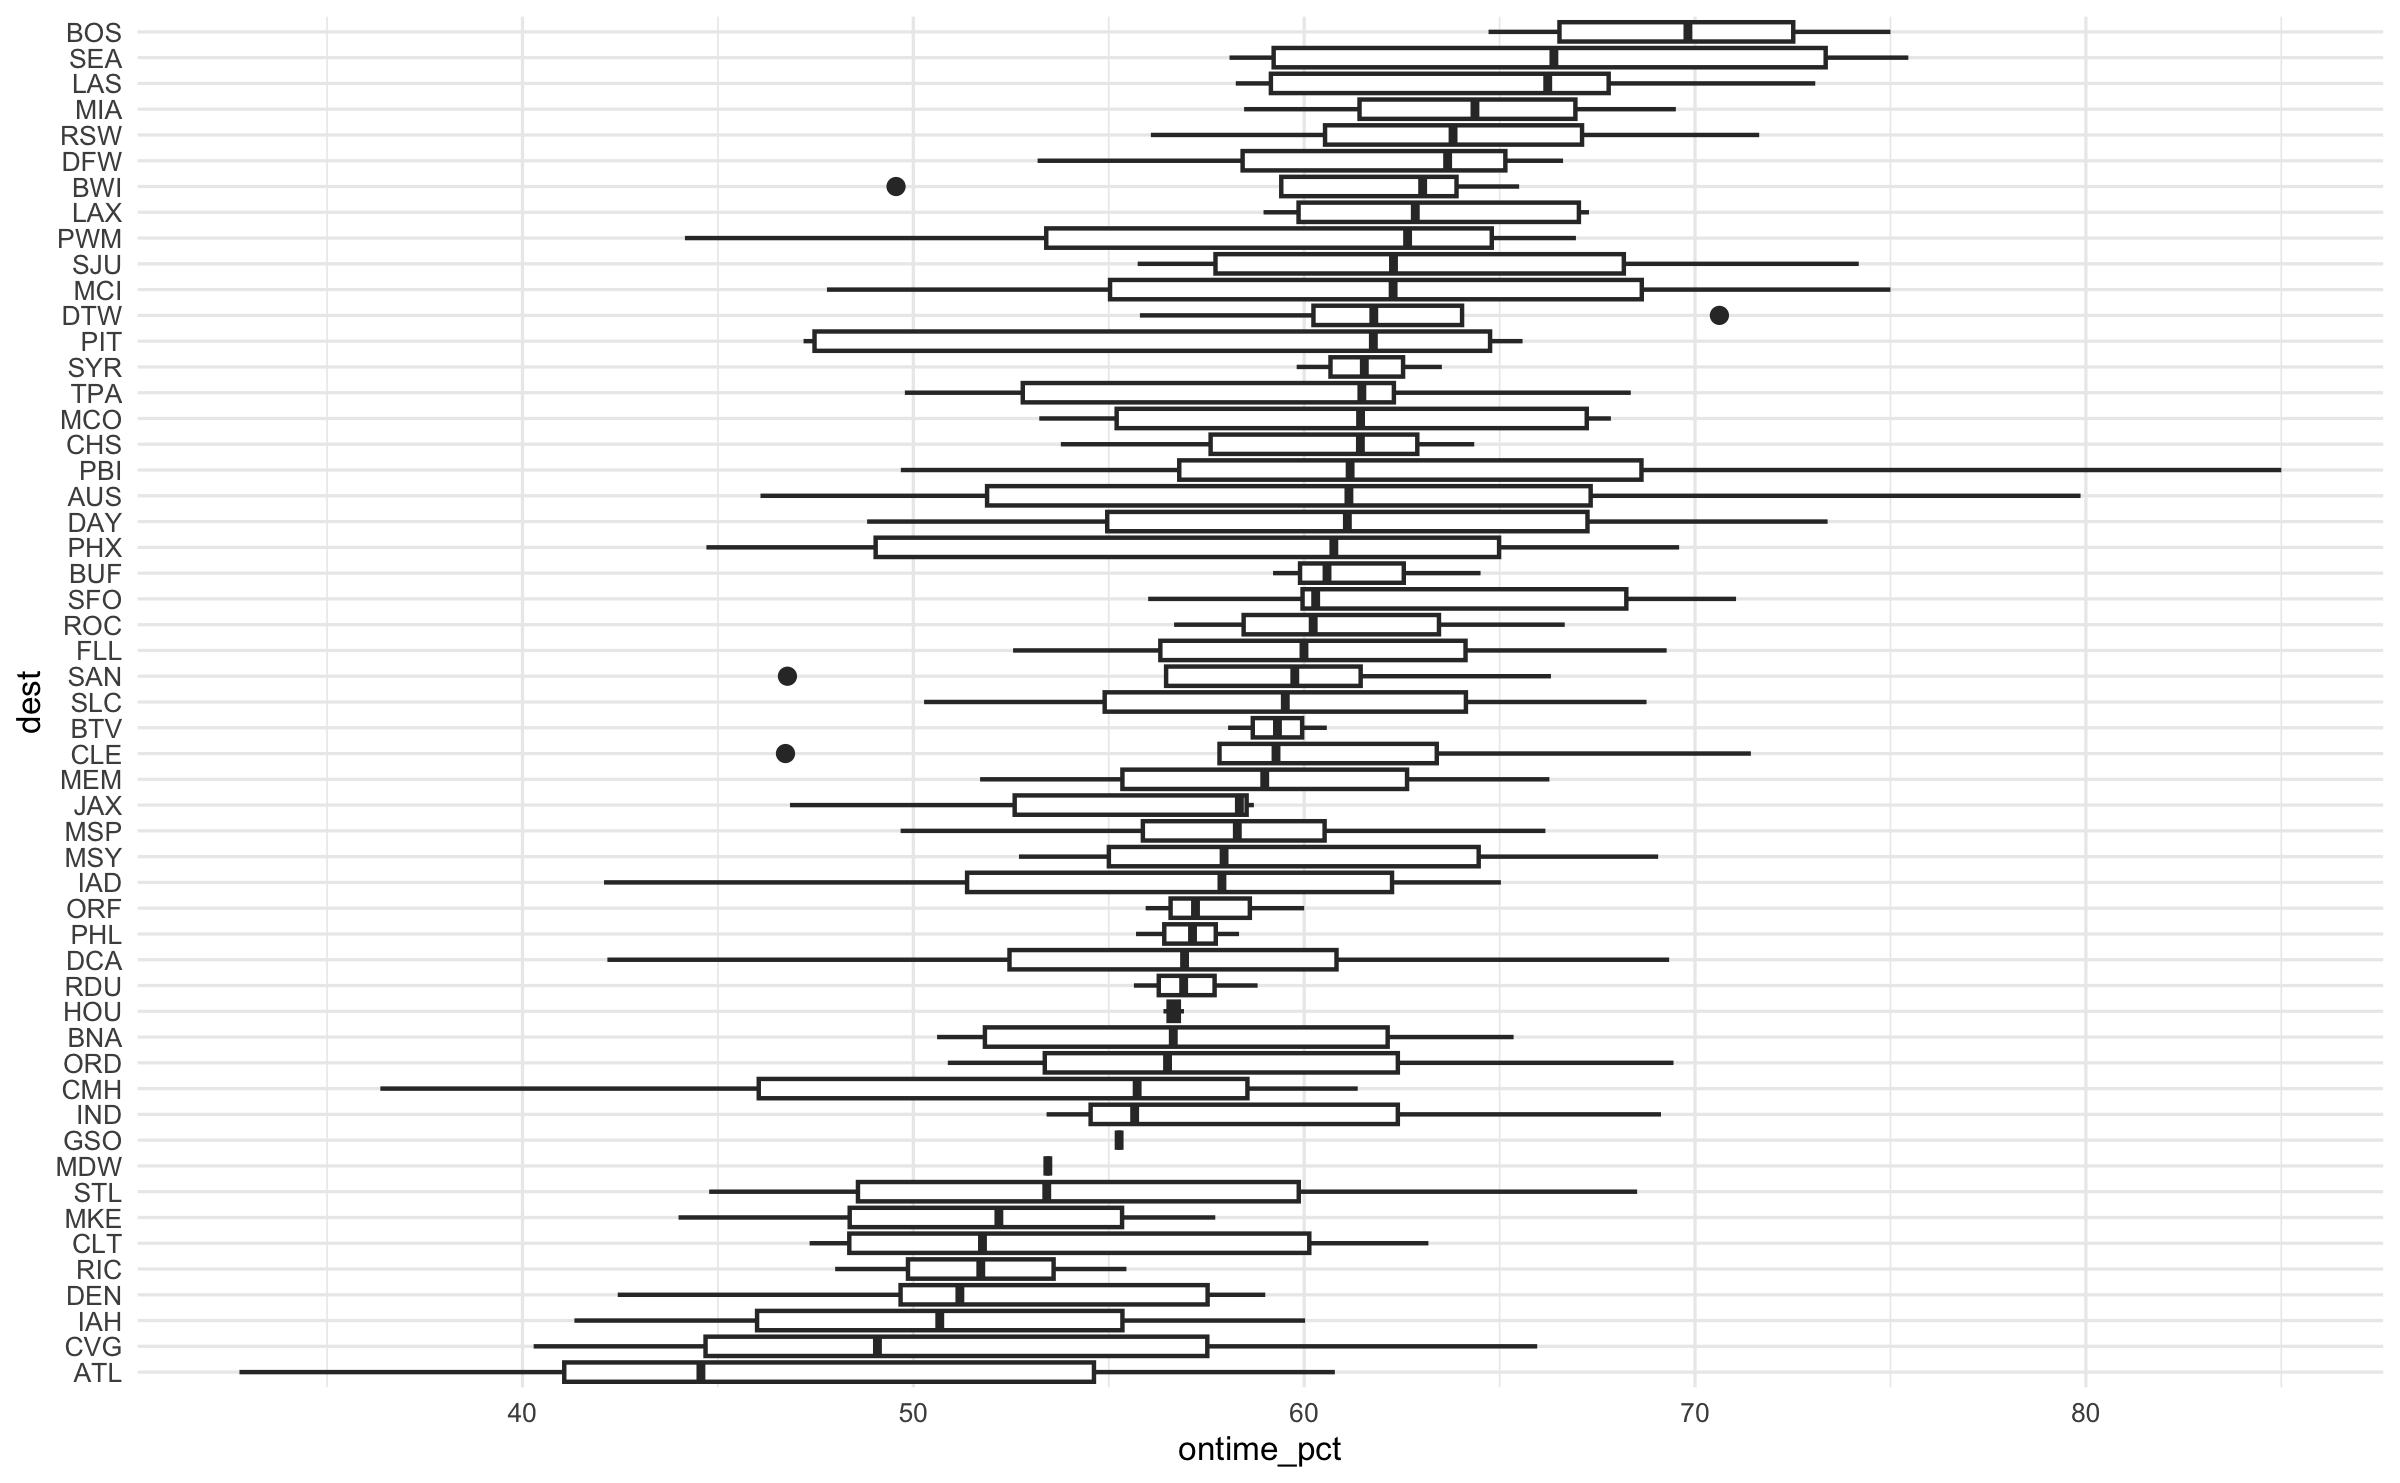 BOS
SEA
LAS
MIA
RSW
DFW
BWI
LAX
PWM
SJU
MCI
DTW
PIT
SYR
TPA
MCO
CHS
PBI
AUS
DAY
PHX
BUF
SFO
ROC
FLL
SAN
SLC
BTV
CLE
MEM
JAX
MSP
MSY
IAD
ORF
PHL
DCA
RDU
HOU
BNA
ORD
CMH
IND
GSO
MDW
STL
MKE
CLT
RIC
DEN
IAH
CVG
ATL
dest
40 50 60 70 80
ontime_pct